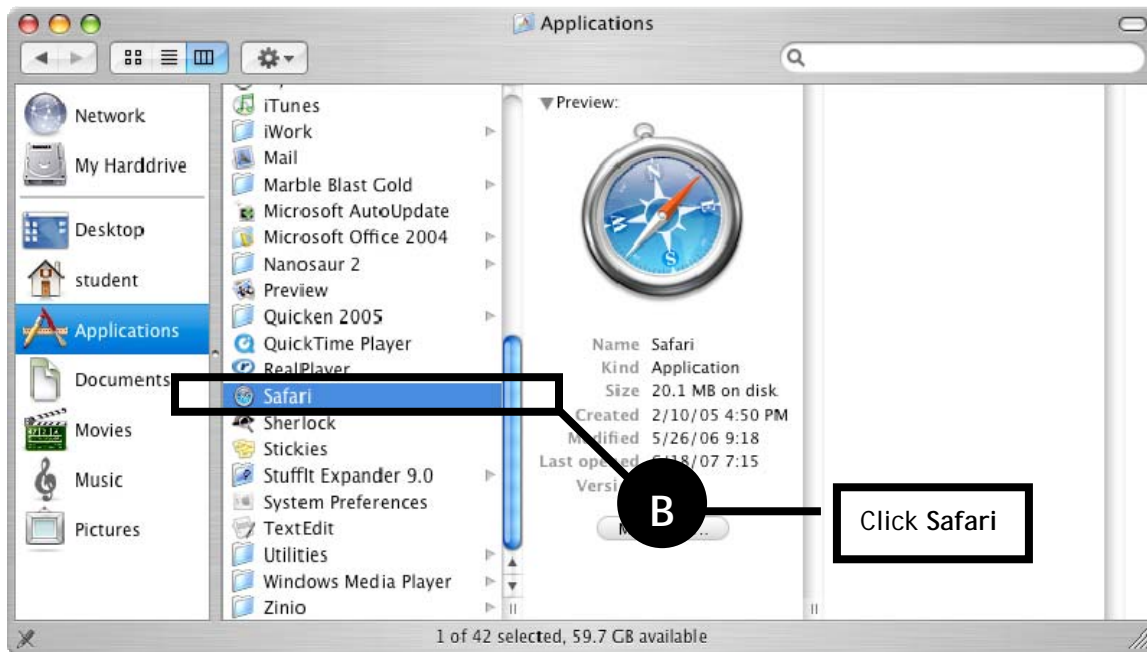 Applications
Network
My Harddrive
Desktop
student
Applications
Documents
Movies
Music
Pictures
iTunes
iWork
Mail
Marble Blast Gold
Microsoft AutoUpdate
Microsoft Office 2004
Nanosaur 2
Preview
Quicken 2005
QuickTime Player
RealPlayer
Safari
Sherlock
Stickies
StuffIt Expander 9.0
System Preferences
TextEdit
Utilities
Windows Media Player
Zinio
Preview:
Name Safari
Kind Application
Size 20.1 MB on disk
Created 2/10/05 4:50 PM
Modified 5/26/06 9:18
Last opened 7:15
B
Click Safari
1 of 42 selected, 59.7 GB available